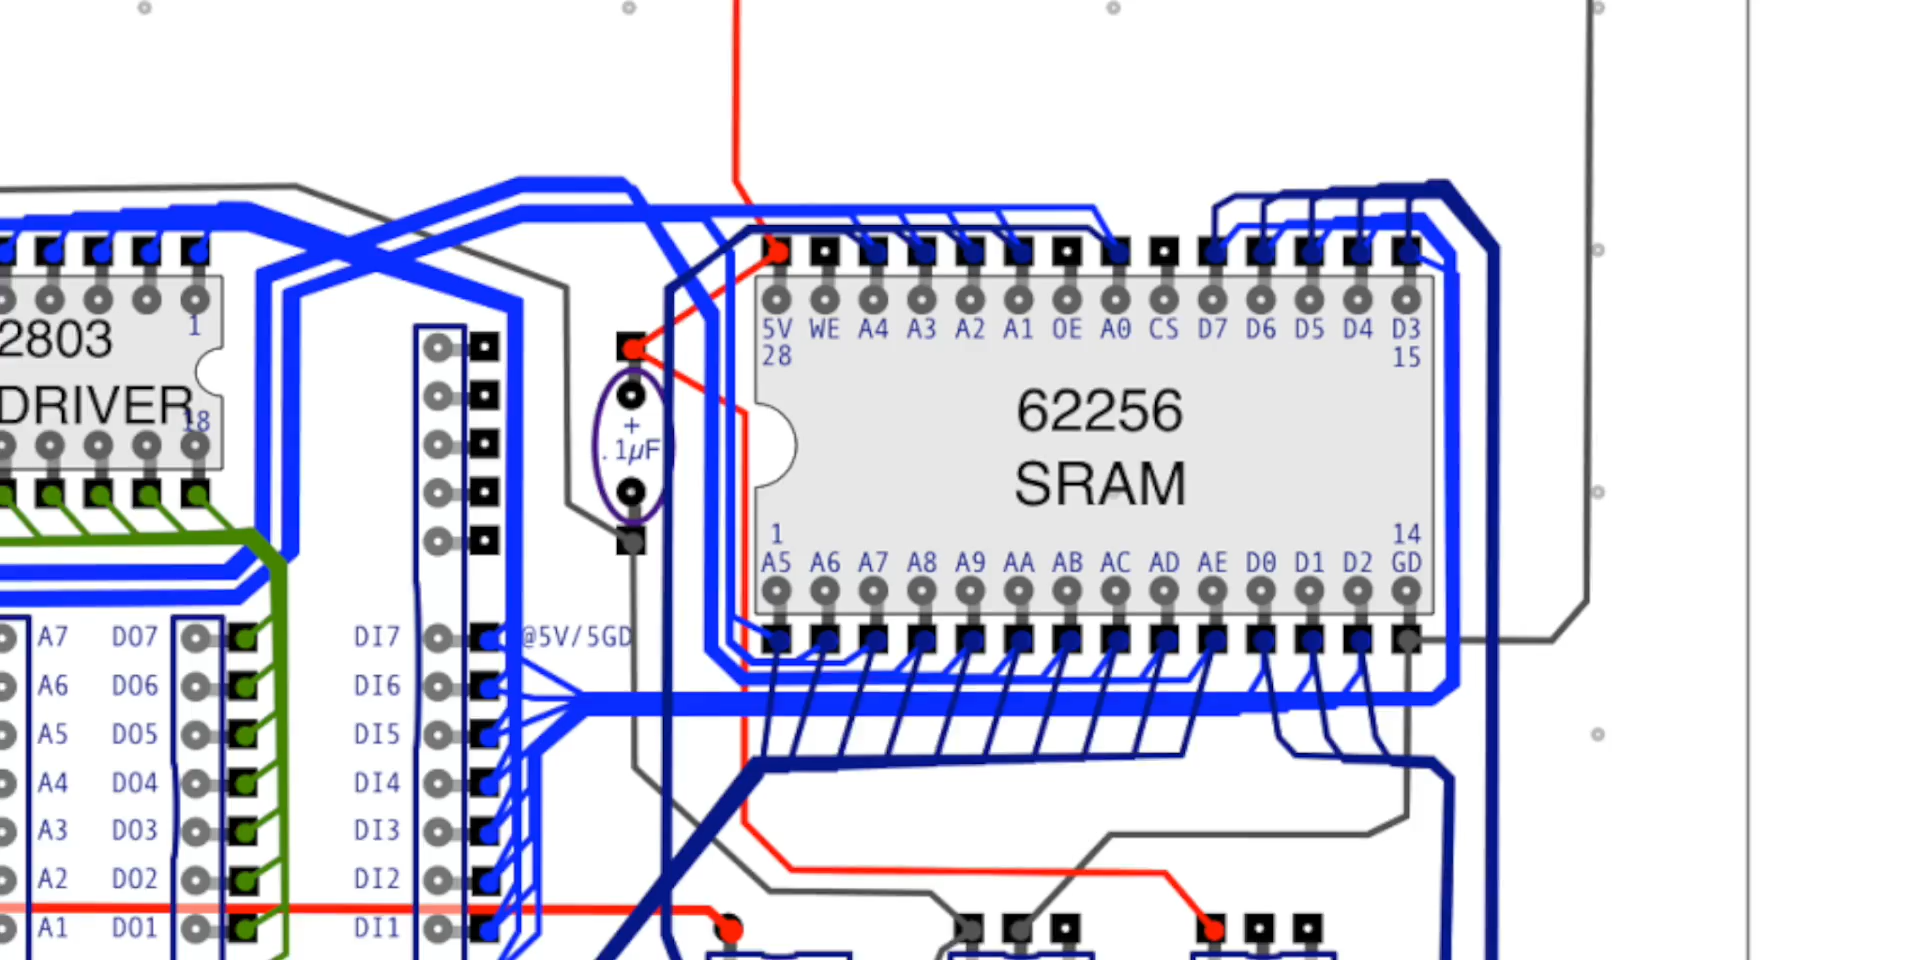 1
2803
DRIVER
18
+
.1µF
5V WE A4 A3 A2 A1 OE A0 CS D7 D6 D5 D4 D3
28 15
62256
SRAM
1 14
A5 A6 A7 A8 A9 AA AB AC AD AE D0 D1 D2 GD
A7 DO7 DI7 @5V/5GD
A6 DO6 DI6
A5 DO5 DI5
A4 DO4 DI4
A3 DO3 DI3
A2 DO2 DI2
A1 DO1 DI1